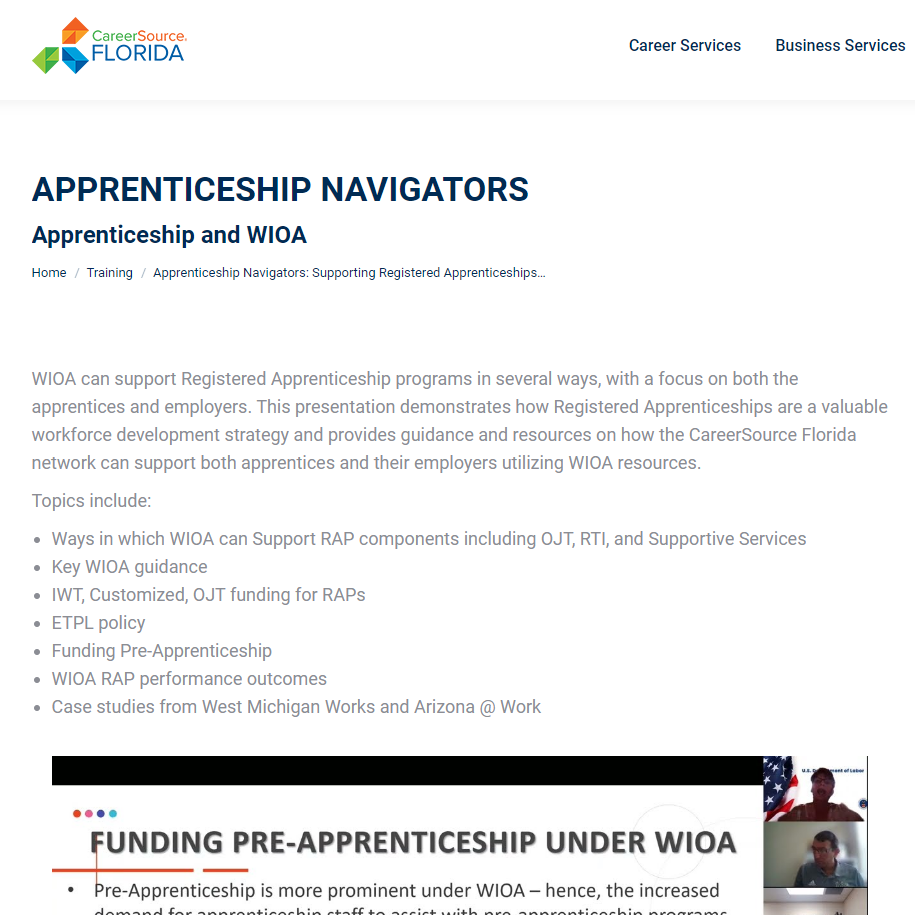 CareerSource.
FLORIDA
Career Services
Business Services
APPRENTICESHIP NAVIGATORS
Apprenticeship and WIOA
Home / Training / Apprenticeship Navigators: Supporting Registered Apprenticeships...
WIOA can support Registered Apprenticeship programs in several ways, with a focus on both the
apprentices and employers. This presentation demonstrates how Registered Apprenticeships are a valuable
workforce development strategy and provides guidance and resources on how the CareerSource Florida
network can support both apprentices and their employers utilizing WIOA resources.
Topics include:
• Ways in which WIOA can Support RAP components including OJT, RTI, and Supportive Services
• Key WIOA guidance
• IWT, Customized, OJT funding for RAPs
• ETPL policy
• Funding Pre-Apprenticeship
• WIOA RAP performance outcomes
• Case studies from West Michigan Works and Arizona @ Work
FUNDING PRE-APPRENTICESHIP UNDER WIOA
• Pre-Apprenticeship is more prominent under WIOA – hence, the increased
demand for apprenticeship staff to assist with pre-apprenticeship programs
of Labor